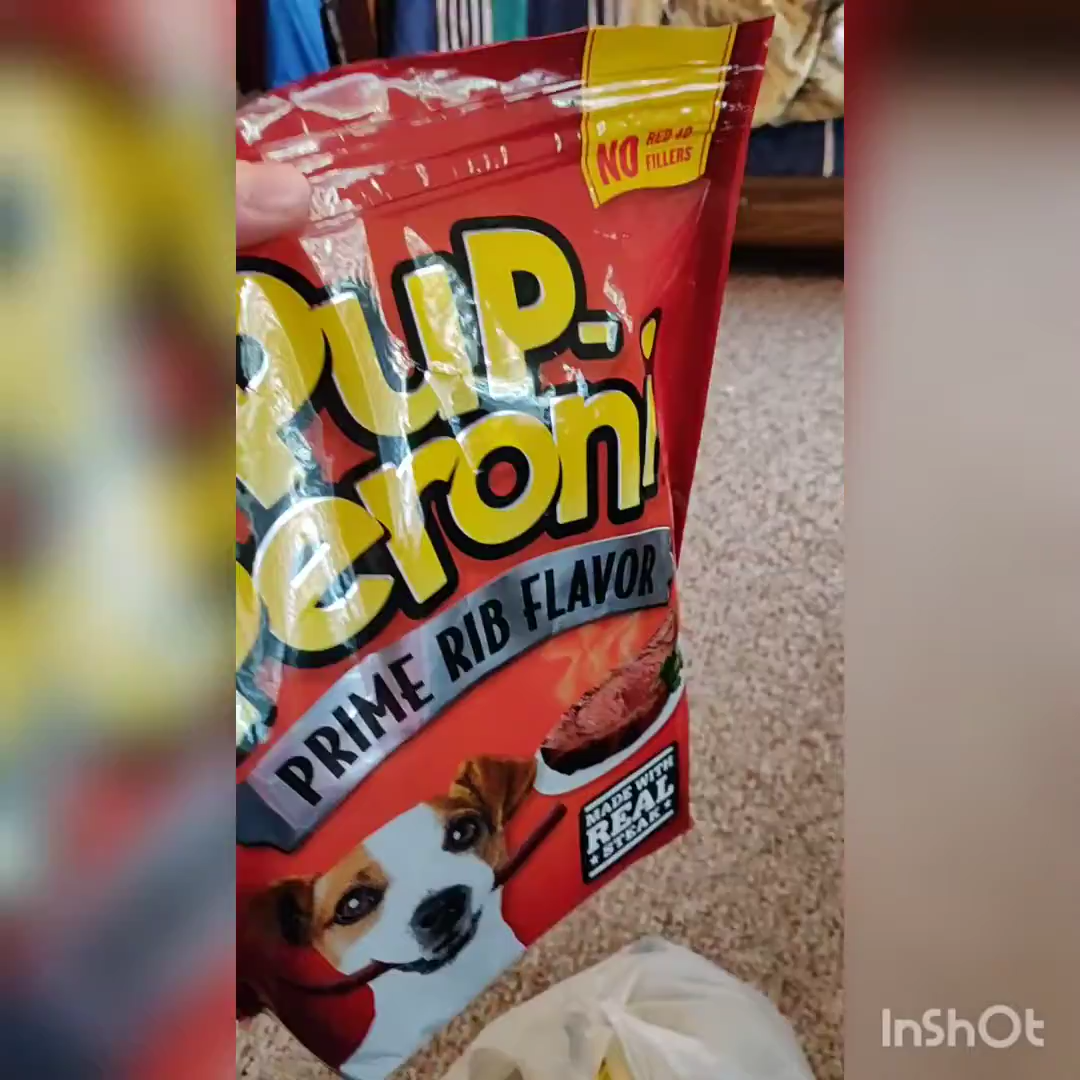 NO RED 40
FILLERS
Pup-
Peroni
PRIME RIB FLAVOR
MADE WITH
REAL
STEAK
InShOt